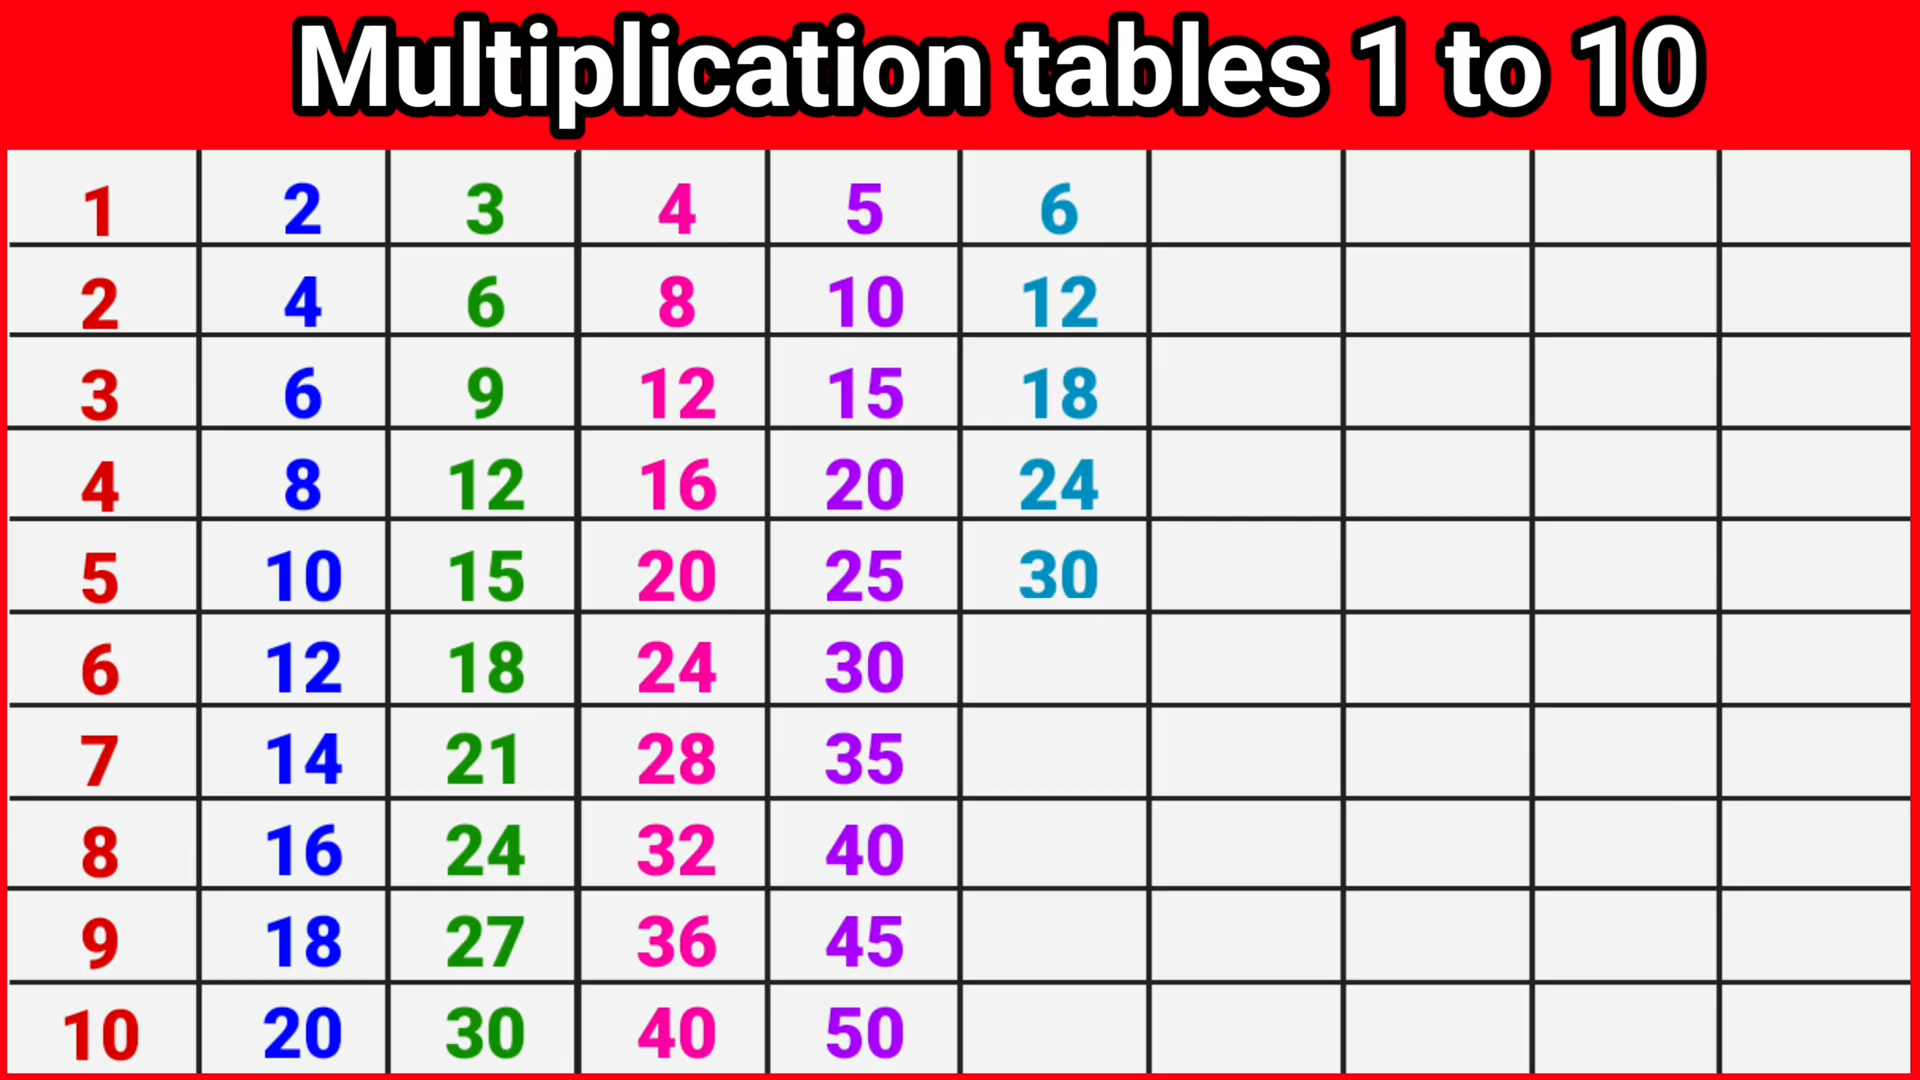 Multiplication tables 1 to 10
1 2 3 4 5 6
2 4 6 8 10 12
3 6 9 12 15 18
4 8 12 16 20 24
5 10 15 20 25 30
6 12 18 24 30
7 14 21 28 35
8 16 24 32 40
9 18 27 36 45
10 20 30 40 50